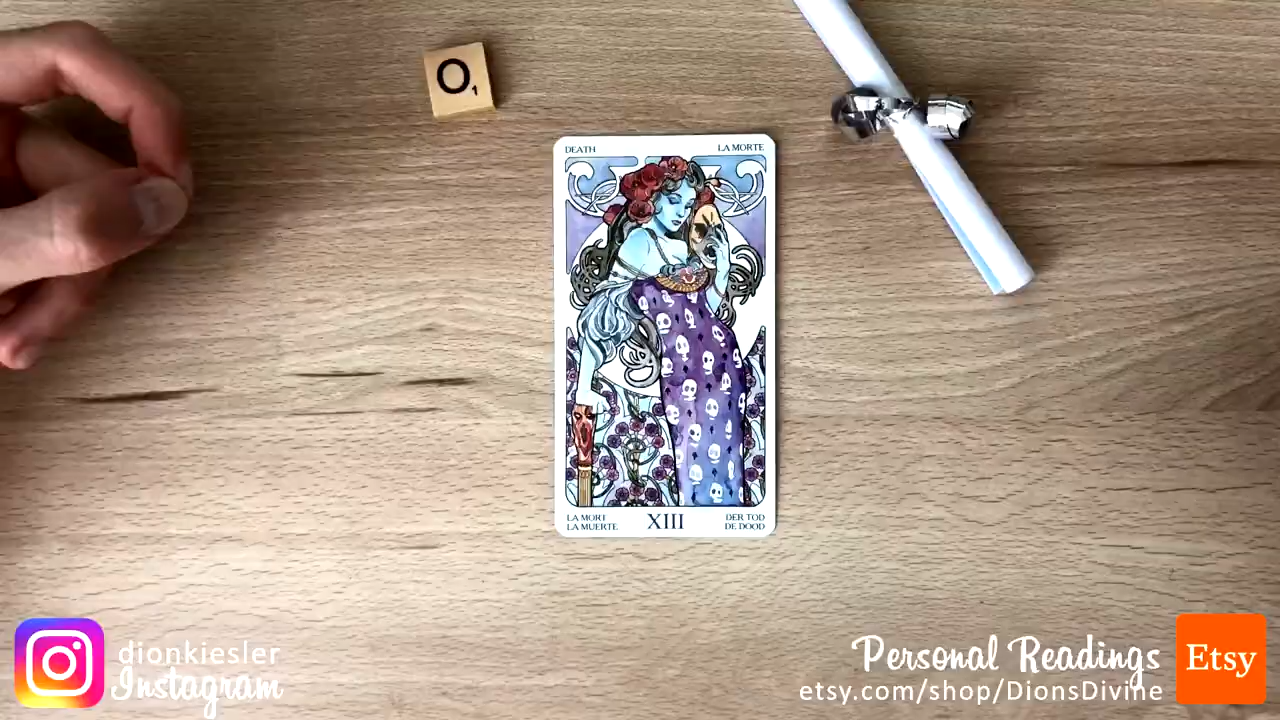 O1
DEATH LA MORTE
LA MORT XIII DER TOD
LA MUERTE DE DOOD
dionkiesler
Instagram
Personal Readings
etsy.com/shop/DionsDivine
Etsy